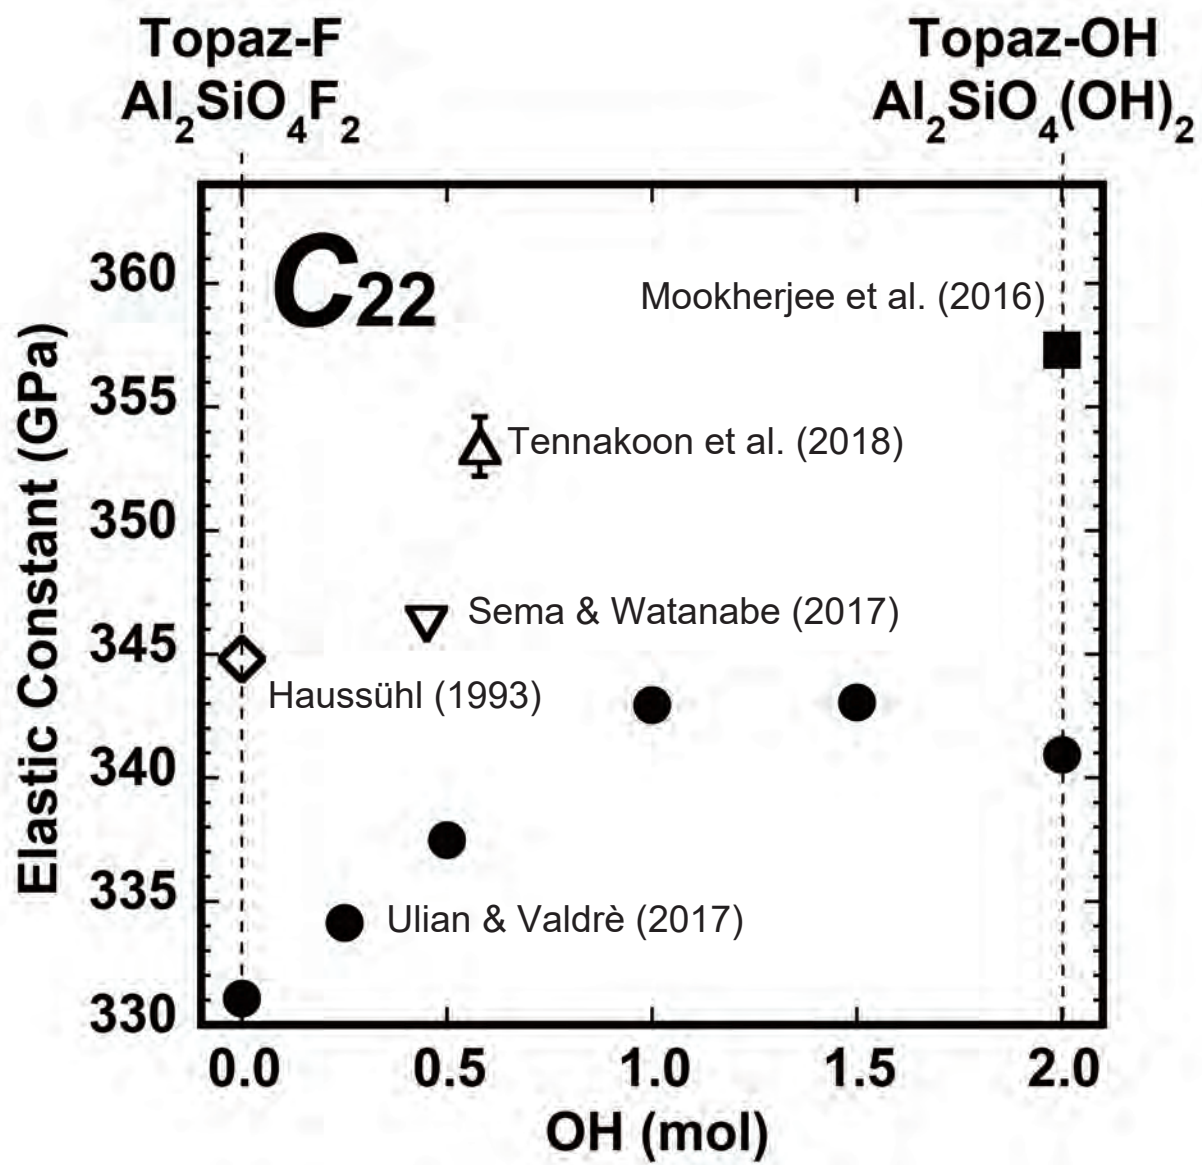 Topaz-F
Al₂SiO₄F₂
Topaz-OH
Al₂SiO₄(OH)₂
C₂₂
Mookherjee et al. (2016)
Tennakoon et al. (2018)
Sema & Watanabe (2017)
Haussühl (1993)
Ulian & Valdrè (2017)
Elastic Constant (GPa)
360
355
350
345
340
335
330
0.0 0.5 1.0 1.5 2.0
OH (mol)